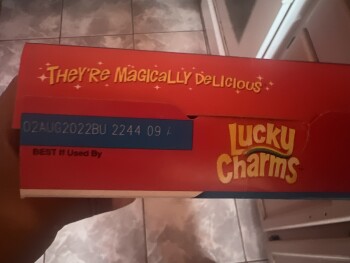 THEY'RE MAGICALLY DELICIOUS
02AUG2022BU 2244 09
BEST If Used By
LUCKY
CHARMS